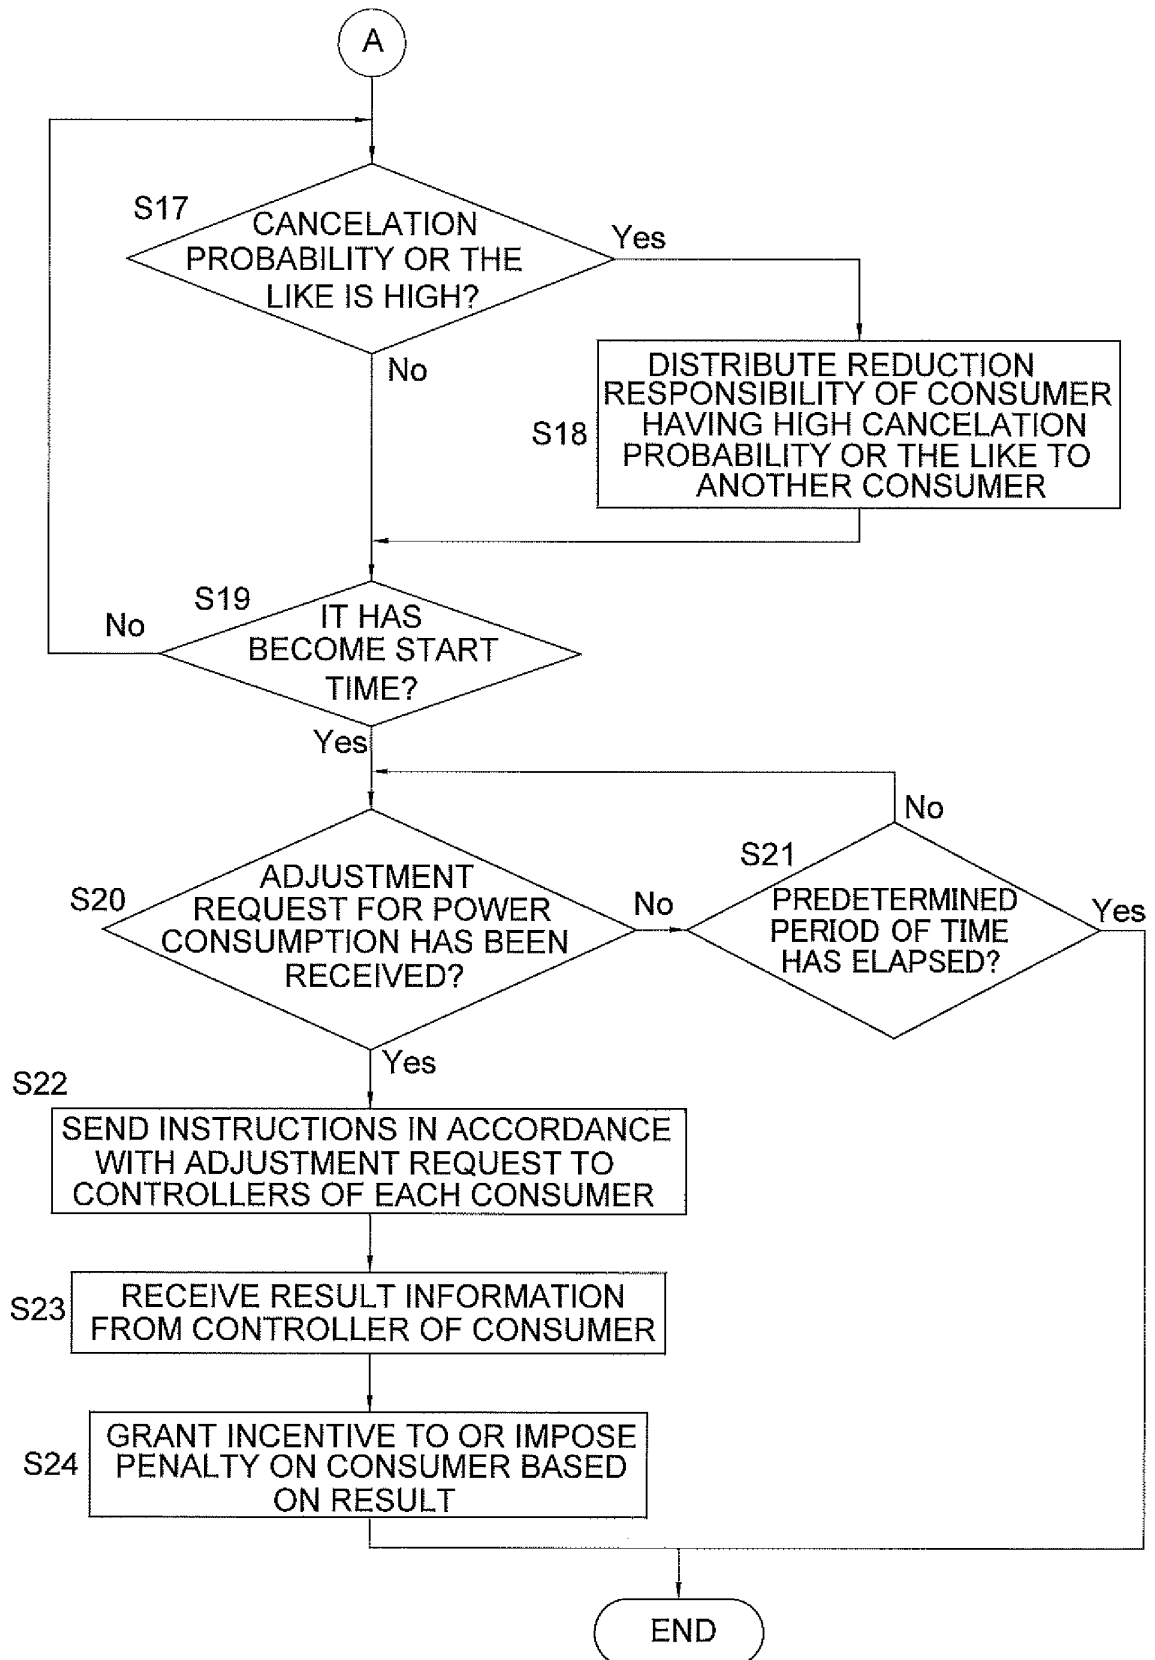 A
S17
CANCELATION
PROBABILITY OR THE
LIKE IS HIGH?
Yes
No
S18
DISTRIBUTE REDUCTION
RESPONSIBILITY OF CONSUMER
HAVING HIGH CANCELATION
PROBABILITY OR THE LIKE TO
ANOTHER CONSUMER
S19
No
IT HAS
BECOME START
TIME?
Yes
S20
ADJUSTMENT
REQUEST FOR POWER
CONSUMPTION HAS BEEN
RECEIVED?
No
Yes
S21
No
PREDETERMINED
PERIOD OF TIME
HAS ELAPSED?
Yes
S22
SEND INSTRUCTIONS IN ACCORDANCE
WITH ADJUSTMENT REQUEST TO
CONTROLLERS OF EACH CONSUMER
S23
RECEIVE RESULT INFORMATION
FROM CONTROLLER OF CONSUMER
S24
GRANT INCENTIVE TO OR IMPOSE
PENALTY ON CONSUMER BASED
ON RESULT
END